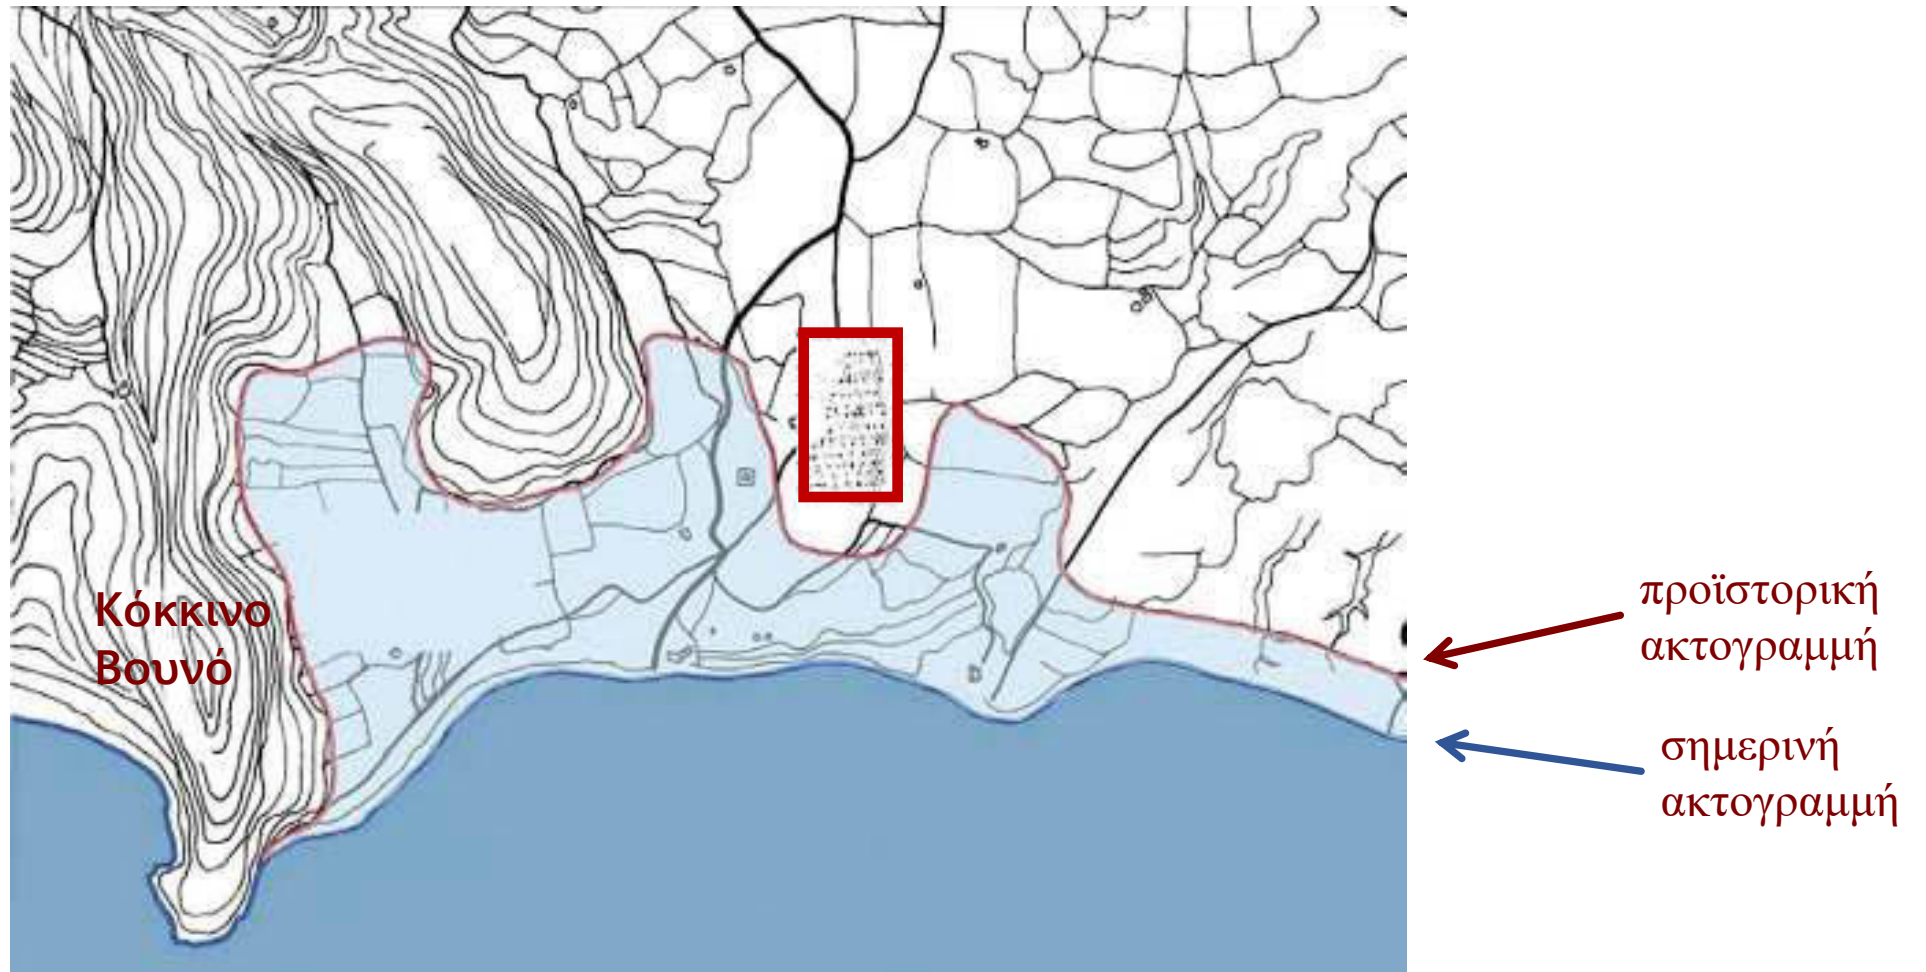 Κόκκινο
Βουνό
προϊστορική
ακτογραμμή
σημερινή
ακτογραμμή